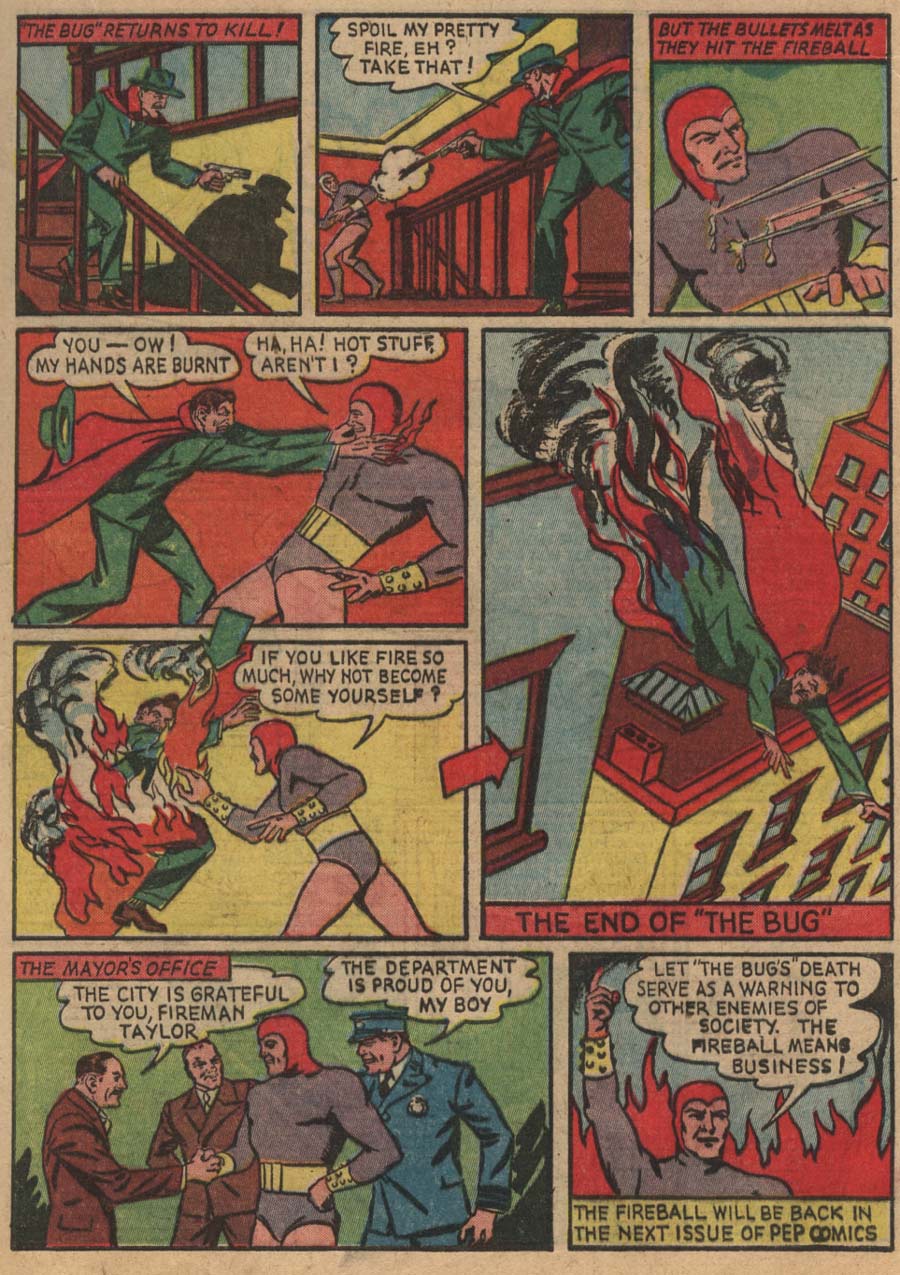 "THE BUG" RETURNS TO KILL!
SPOIL MY PRETTY
FIRE, EH?
TAKE THAT!
BUT THE BULLETS MELT AS
THEY HIT THE FIREBALL
YOU — OW!
MY HANDS ARE BURNT
HA, HA! HOT STUFF,
AREN'T I?
IF YOU LIKE FIRE SO
MUCH, WHY NOT BECOME
SOME YOURSELF?
THE END OF "THE BUG"
THE MAYOR'S OFFICE
THE CITY IS GRATEFUL
TO YOU, FIREMAN
TAYLOR
THE DEPARTMENT
IS PROUD OF YOU,
MY BOY
LET "THE BUG'S" DEATH
SERVE AS A WARNING TO
OTHER ENEMIES OF
SOCIETY. THE
FIREBALL MEANS
BUSINESS!
THE FIREBALL WILL BE BACK IN
THE NEXT ISSUE OF PEP COMICS